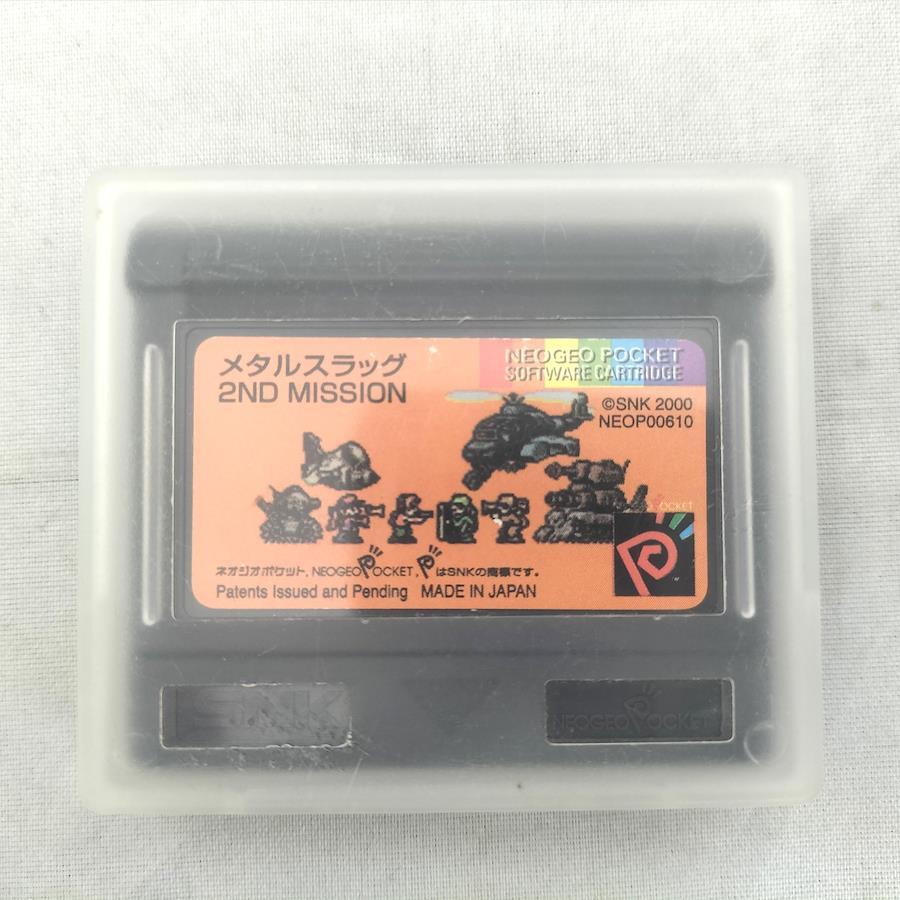 メタルスラッグ
2ND MISSION
NEOGEO POCKET
SOFTWARE CARTRIDGE
©SNK 2000
NEOP00610
POCKET
ネオジオポケット, NEOGEO POCKET, P はSNKの商標です。
Patents Issued and Pending MADE IN JAPAN
SNK
NEOGEO POCKET